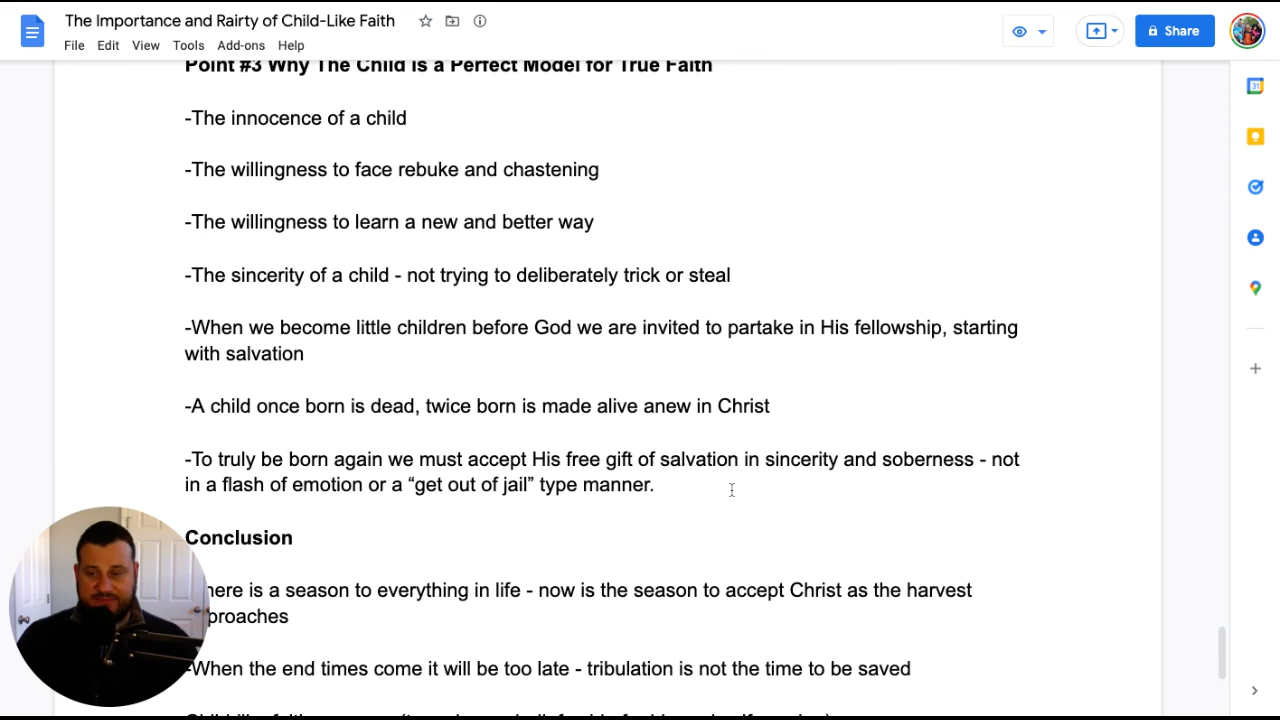 The Importance and Rairty of Child-Like Faith
File Edit View Tools Add-ons Help
Share
31
Point #3 Why The Child is a Perfect Model for True Faith
-The innocence of a child
-The willingness to face rebuke and chastening
-The willingness to learn a new and better way
-The sincerity of a child - not trying to deliberately trick or steal
-When we become little children before God we are invited to partake in His fellowship, starting
with salvation
-A child once born is dead, twice born is made alive anew in Christ
-To truly be born again we must accept His free gift of salvation in sincerity and soberness - not
in a flash of emotion or a “get out of jail” type manner.
Conclusion
here is a season to everything in life - now is the season to accept Christ as the harvest
proaches
-When the end times come it will be too late - tribulation is not the time to be saved